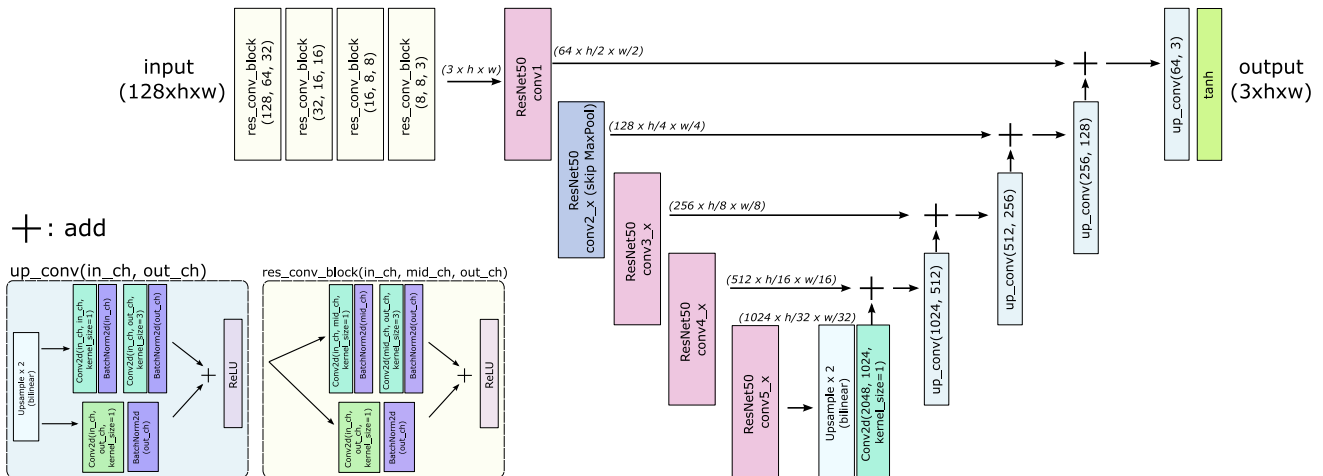 input
(128xhxw)
res_conv_block
(128, 64, 32)
res_conv_block
(32, 16, 16)
res_conv_block
(16, 8, 8)
res_conv_block
(8, 8, 3)
(3 x h x w)
ResNet50
conv1
(64 x h/2 x w/2)
up_conv(64, 3)
tanh
output
(3xhxw)
ResNet50
conv2_x (skip MaxPool)
(128 x h/4 x w/4)
up_conv(256, 128)
ResNet50
conv3_x
(256 x h/8 x w/8)
up_conv(512, 256)
ResNet50
conv4_x
(512 x h/16 x w/16)
up_conv(1024, 512)
ResNet50
conv5_x
(1024 x h/32 x w/32)
Upsample x 2
(bilinear)
Conv2d(2048, 1024,
kernel_size=1)
+ : add
up_conv(in_ch, out_ch)
Upsample x 2
(bilinear)
Conv2d(in_ch, in_ch,
kernel_size=1)
BatchNorm2d(in_ch)
Conv2d(in_ch, out_ch,
kernel_size=3)
BatchNorm2d(out_ch)
Conv2d(in_ch,
out_ch,
kernel_size=1)
BatchNorm2d
(out_ch)
+
ReLU
res_conv_block(in_ch, mid_ch, out_ch)
Conv2d(in_ch, mid_ch,
kernel_size=1)
BatchNorm2d(mid_ch)
Conv2d(mid_ch, out_ch,
kernel_size=3)
BatchNorm2d(out_ch)
Conv2d(in_ch,
out_ch,
kernel_size=1)
BatchNorm2d
(out_ch)
+
ReLU